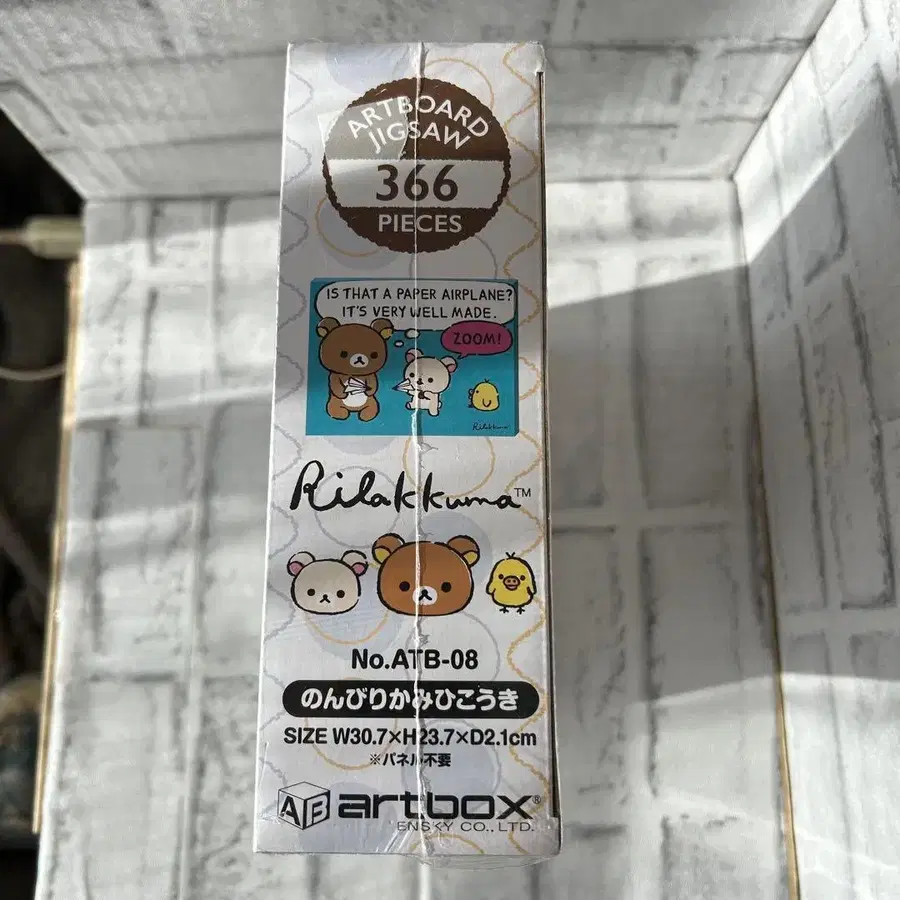 ARTBOARD
JIGSAW
366
PIECES
IS THAT A PAPER AIRPLANE?
IT'S VERY WELL MADE.
ZOOM!
Rilakkuma
Rilakkuma™
No.ATB-08
のんびりかみひこうき
SIZE W30.7×H23.7×D2.1cm
※パネル不要
AB artbox®
ENSKY CO., LTD.